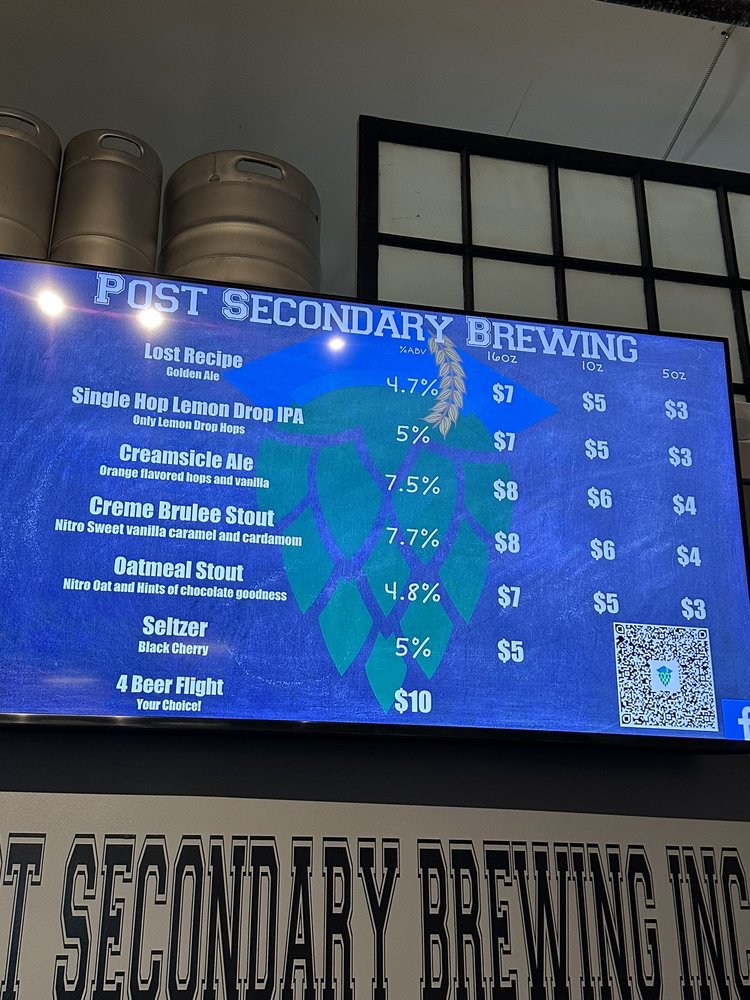 Post Secondary Brewing
%ABV 16oz 1oz 5oz
Lost Recipe
Golden Ale
4.7% $7 $5 $3
Single Hop Lemon Drop IPA
Only Lemon Drop Hops
5% $7 $5 $3
Creamsicle Ale
Orange flavored hops and vanilla
7.5% $8 $6 $4
Creme Brulee Stout
Nitro Sweet vanilla caramel and cardamom
7.7% $8 $6 $4
Oatmeal Stout
Nitro Oat and Hints of chocolate goodness
4.8% $7 $5 $3
Seltzer
Black Cherry
5% $5
4 Beer Flight
Your Choice!
$10
f
ST SECONDARY BREWING INC